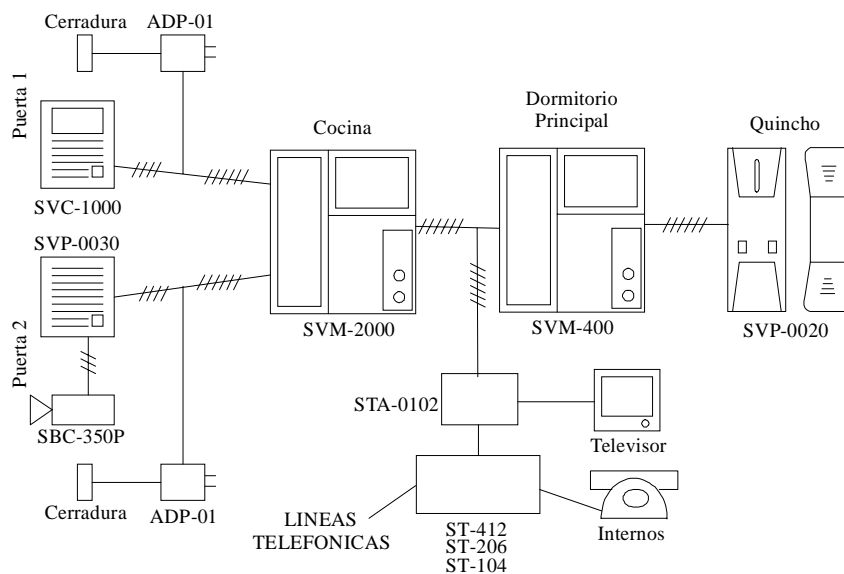 Cerradura
ADP-01
Puerta 1
SVC-1000
Cocina
SVM-2000
Dormitorio
Principal
SVM-400
Quincho
SVP-0020
SVP-0030
Puerta 2
SBC-350P
Cerradura
ADP-01
STA-0102
Televisor
LINEAS
TELEFONICAS
ST-412
ST-206
ST-104
Internos